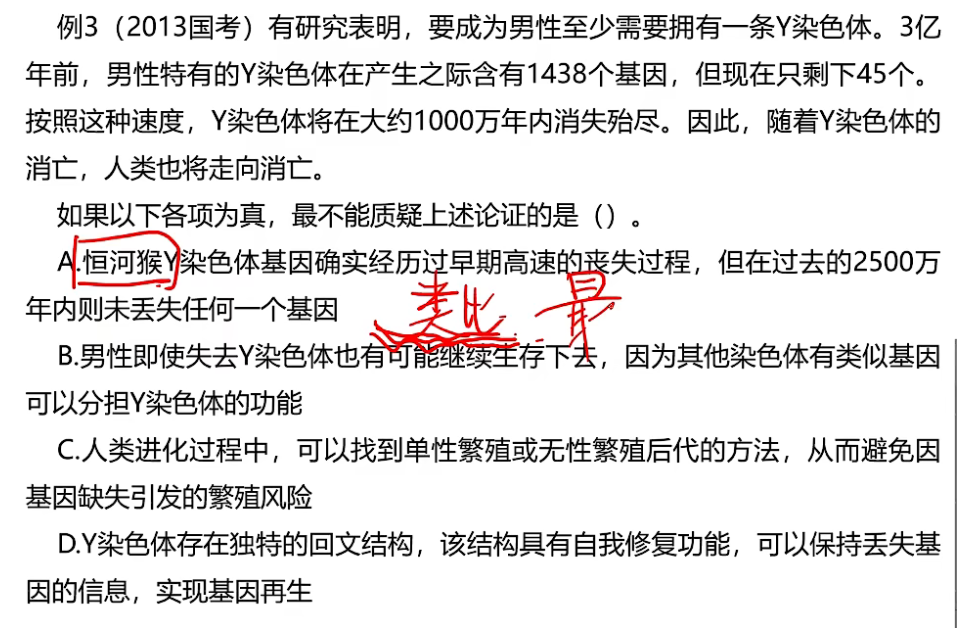 例3（2013国考）有研究表明，要成为男性至少需要拥有一条Y染色体。3亿
年前，男性特有的Y染色体在产生之际含有1438个基因，但现在只剩下45个。
按照这种速度，Y染色体将在大约1000万年内消失殆尽。因此，随着Y染色体的
消亡，人类也将走向消亡。
如果以下各项为真，最不能质疑上述论证的是（）。
A.恒河猴Y染色体基因确实经历过早期高速的丧失过程，但在过去的2500万
年内则未丢失任何一个基因
类比 最
B.男性即使失去Y染色体也有可能继续生存下去，因为其他染色体有类似基因
可以分担Y染色体的功能
C.人类进化过程中，可以找到单性繁殖或无性繁殖后代的方法，从而避免因
基因缺失引发的繁殖风险
D.Y染色体存在独特的回文结构，该结构具有自我修复功能，可以保持丢失基
因的信息，实现基因再生